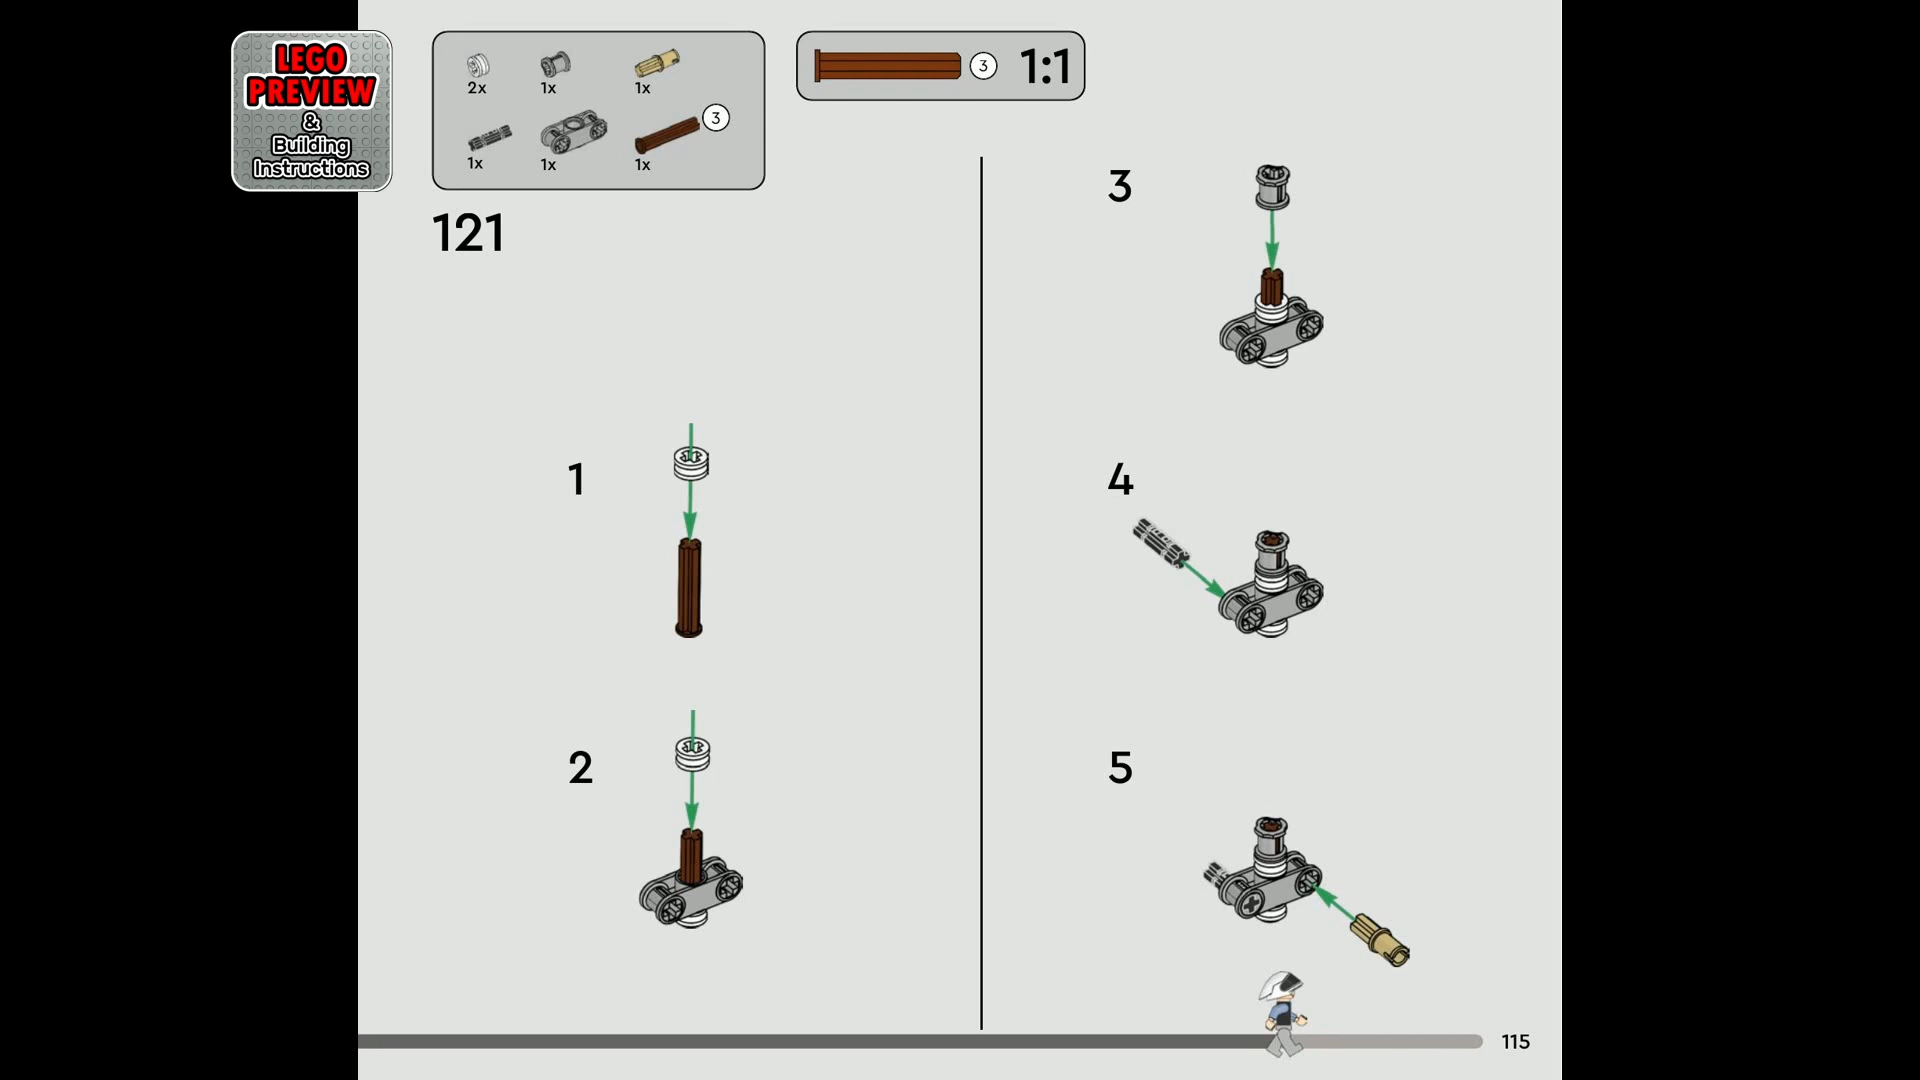 LEGO
PREVIEW
&
Building
Instructions
2x 1x 1x
1x 1x 1x 3
3 1:1
121
1
2
3
4
5
115